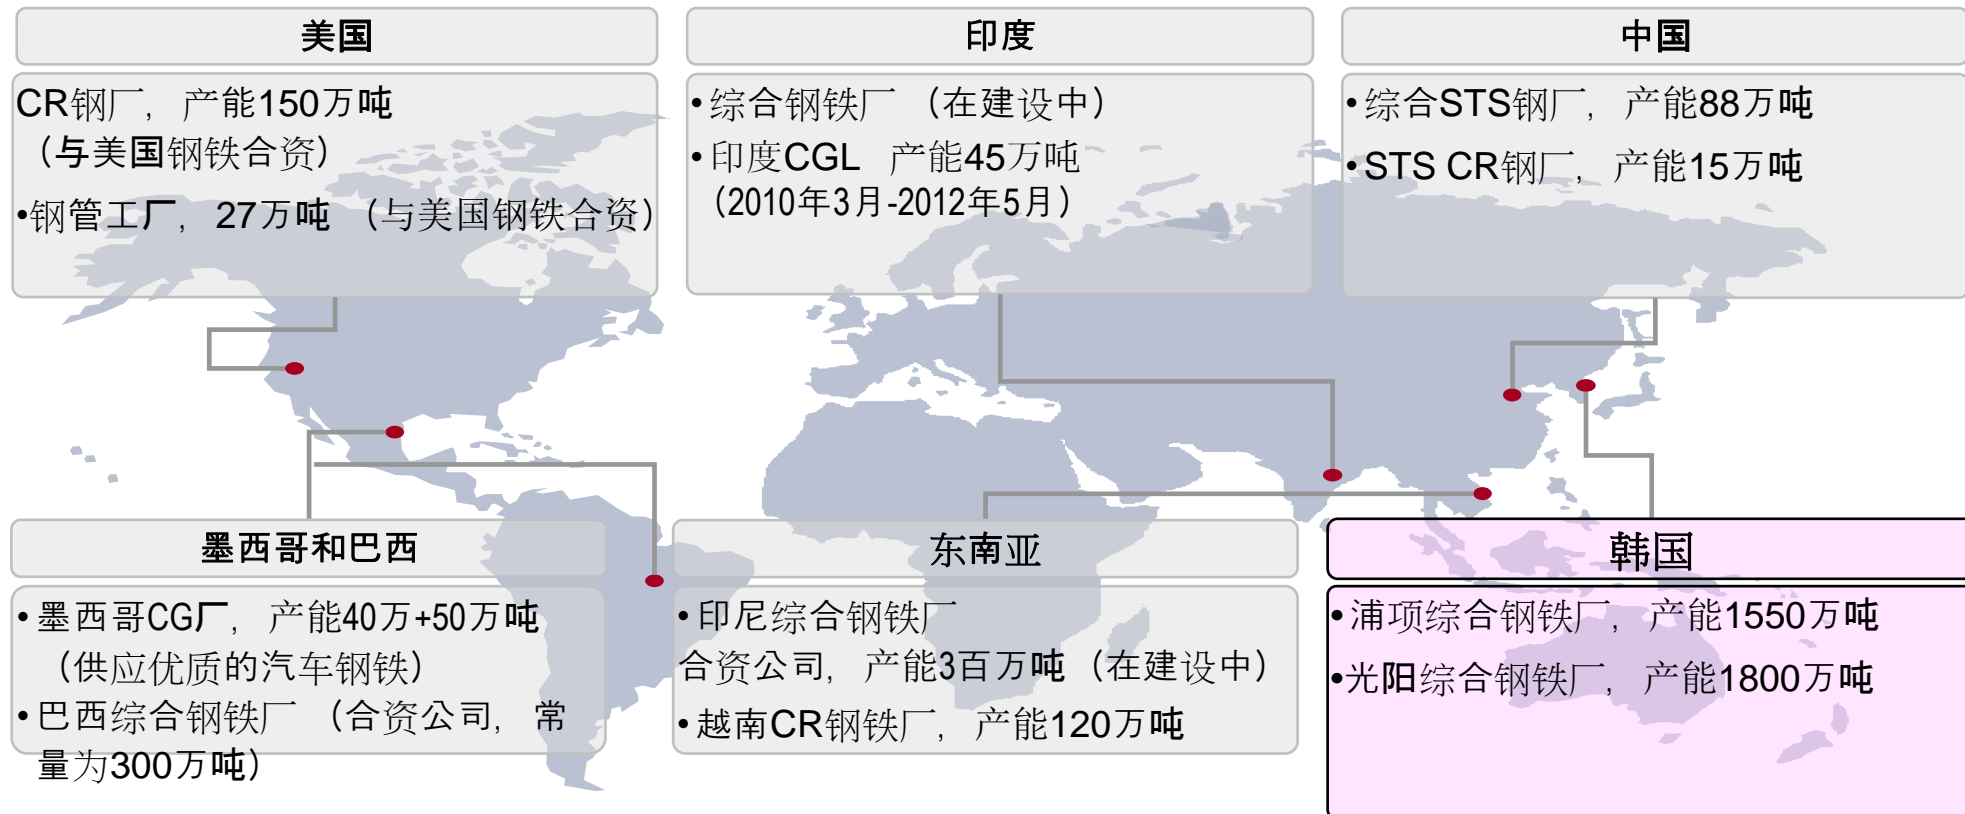 美国
CR钢厂，产能150万吨
（与美国钢铁合资）
•钢管工厂，27万吨 （与美国钢铁合资）
印度
•综合钢铁厂 （在建设中）
•印度CGL 产能45万吨
（2010年3月-2012年5月）
中国
•综合STS钢厂，产能88万吨
•STS CR钢厂，产能15万吨
墨西哥和巴西
•墨西哥CG厂，产能40万+50万吨
（供应优质的汽车钢铁）
•巴西综合钢铁厂 （合资公司，常
量为300万吨）
东南亚
•印尼综合钢铁厂
合资公司，产能3百万吨（在建设中）
•越南CR钢铁厂，产能120万吨
韩国
•浦项综合钢铁厂，产能1550万吨
•光阳综合钢铁厂，产能1800万吨